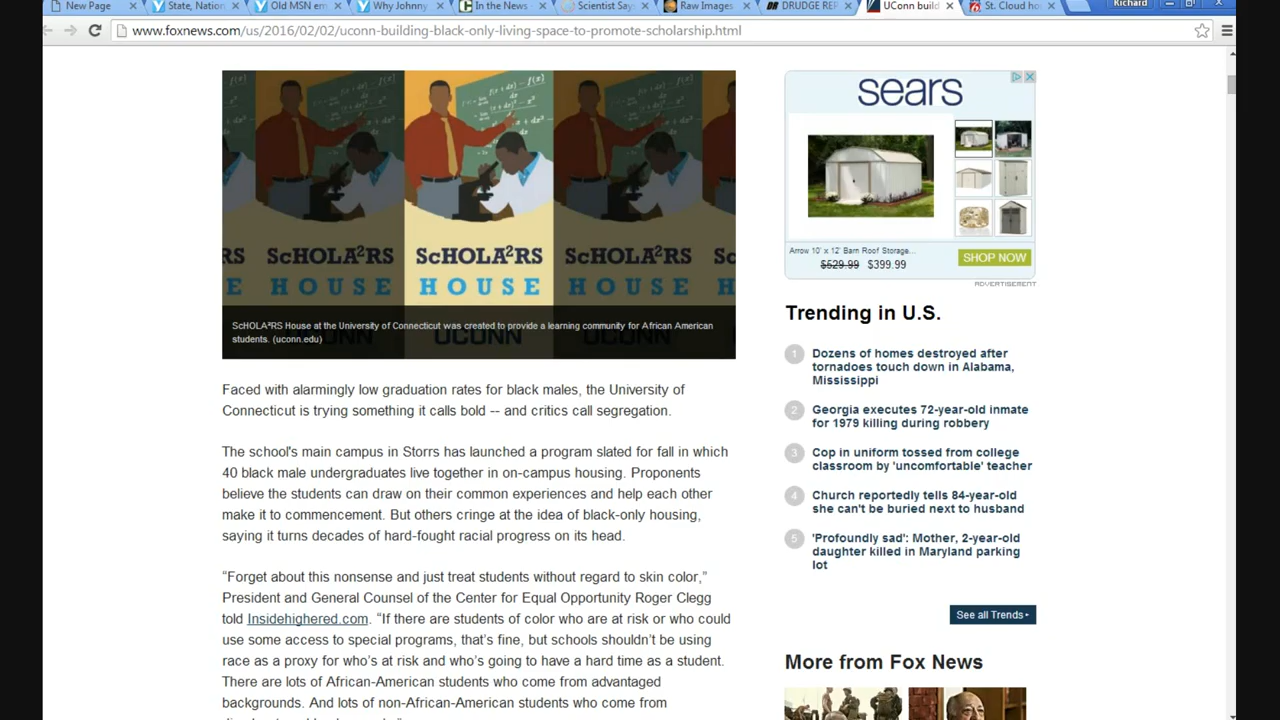 New Page
State, Nation
Old MSN em
Why Johnny
In the News
Scientist Say
Raw Images
DRUDGE REP
UConn build
St. Cloud ho
Richard
www.foxnews.com/us/2016/02/02/uconn-building-black-only-living-space-to-promote-scholarship.html
RS
ScHOLA²RS
ScHOLA²RS
ScHOLA²RS
Sc
E
HOUSE
HOUSE
HOUSE
UCONN
ScHOLA²RS House at the University of Connecticut was created to provide a learning community for African American
students. (uconn.edu)
Faced with alarmingly low graduation rates for black males, the University of
Connecticut is trying something it calls bold -- and critics call segregation.
The school's main campus in Storrs has launched a program slated for fall in which
40 black male undergraduates live together in on-campus housing. Proponents
believe the students can draw on their common experiences and help each other
make it to commencement. But others cringe at the idea of black-only housing,
saying it turns decades of hard-fought racial progress on its head.
“Forget about this nonsense and just treat students without regard to skin color,”
President and General Counsel of the Center for Equal Opportunity Roger Clegg
told Insidehighered.com. “If there are students of color who are at risk or who could
use some access to special programs, that's fine, but schools shouldn't be using
race as a proxy for who's at risk and who's going to have a hard time as a student.
There are lots of African-American students who come from advantaged
backgrounds. And lots of non-African-American students who come from
sears
Arrow 10' x 12' Barn Roof Storage...
$529.99 $399.99
SHOP NOW
ADVERTISEMENT
Trending in U.S.
1 Dozens of homes destroyed after
tornadoes touch down in Alabama,
Mississippi
2 Georgia executes 72-year-old inmate
for 1979 killing during robbery
3 Cop in uniform tossed from college
classroom by 'uncomfortable' teacher
4 Church reportedly tells 84-year-old
she can't be buried next to husband
5 'Profoundly sad': Mother, 2-year-old
daughter killed in Maryland parking
lot
See all Trends
More from Fox News